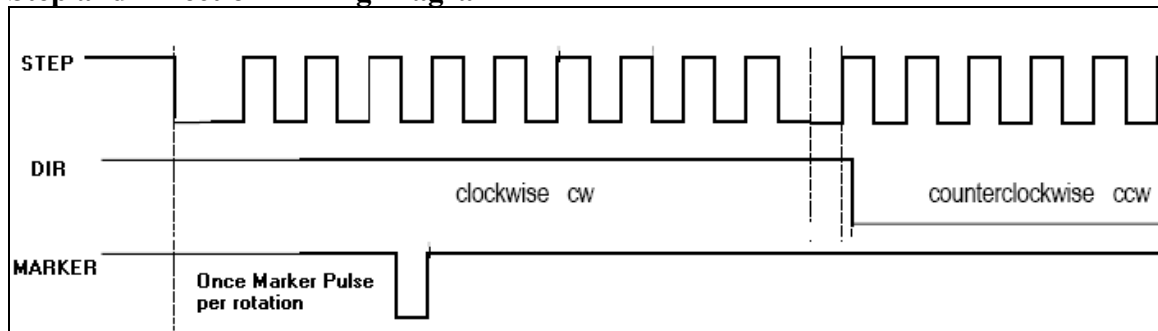 STEP
DIR
clockwise cw
counterclockwise ccw
MARKER
Once Marker Pulse
per rotation